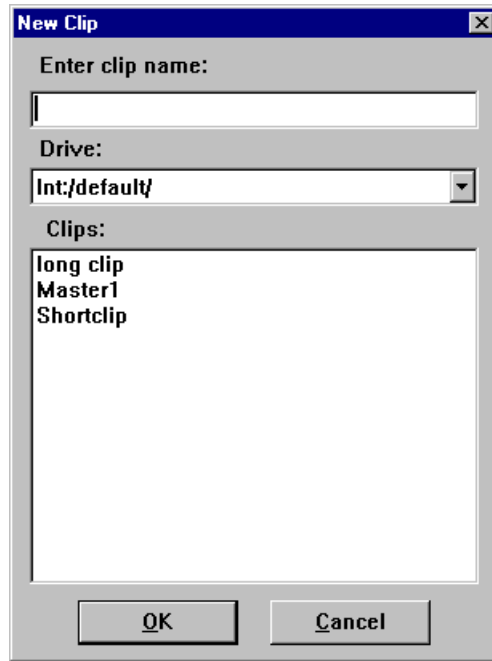 New Clip
Enter clip name:
Drive:
Int:/default/
Clips:
long clip
Master1
Shortclip
OK
Cancel